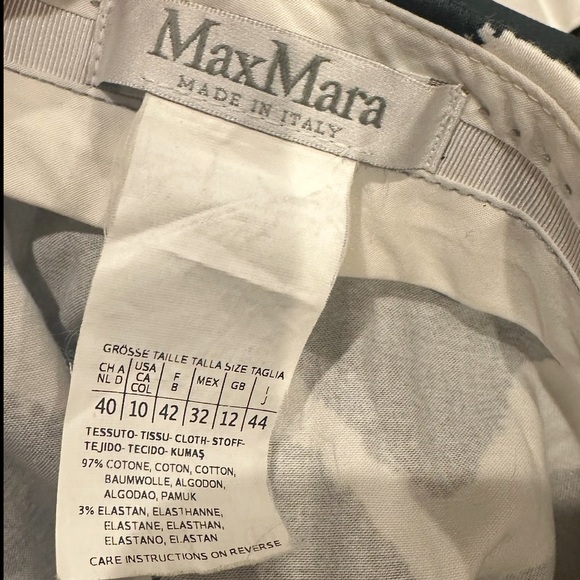 MaxMara
MADE IN ITALY
GRÖSSE TAILLE TALLA SIZE TAGLIA
CH A NL D | USA CA COL | F B | MEX | GB | I J
40 | 10 | 42 | 32 | 12 | 44
TESSUTO- TISSU- CLOTH- STOFF-
TEJIDO- TECIDO- KUMAŞ
97% COTONE, COTON, COTTON,
BAUMWOLLE, ALGODON,
ALGODAO, PAMUK
3% ELASTAN, ELASTHANNE,
ELASTANE, ELASTHAN,
ELASTANO, ELASTAN
CARE INSTRUCTIONS ON REVERSE